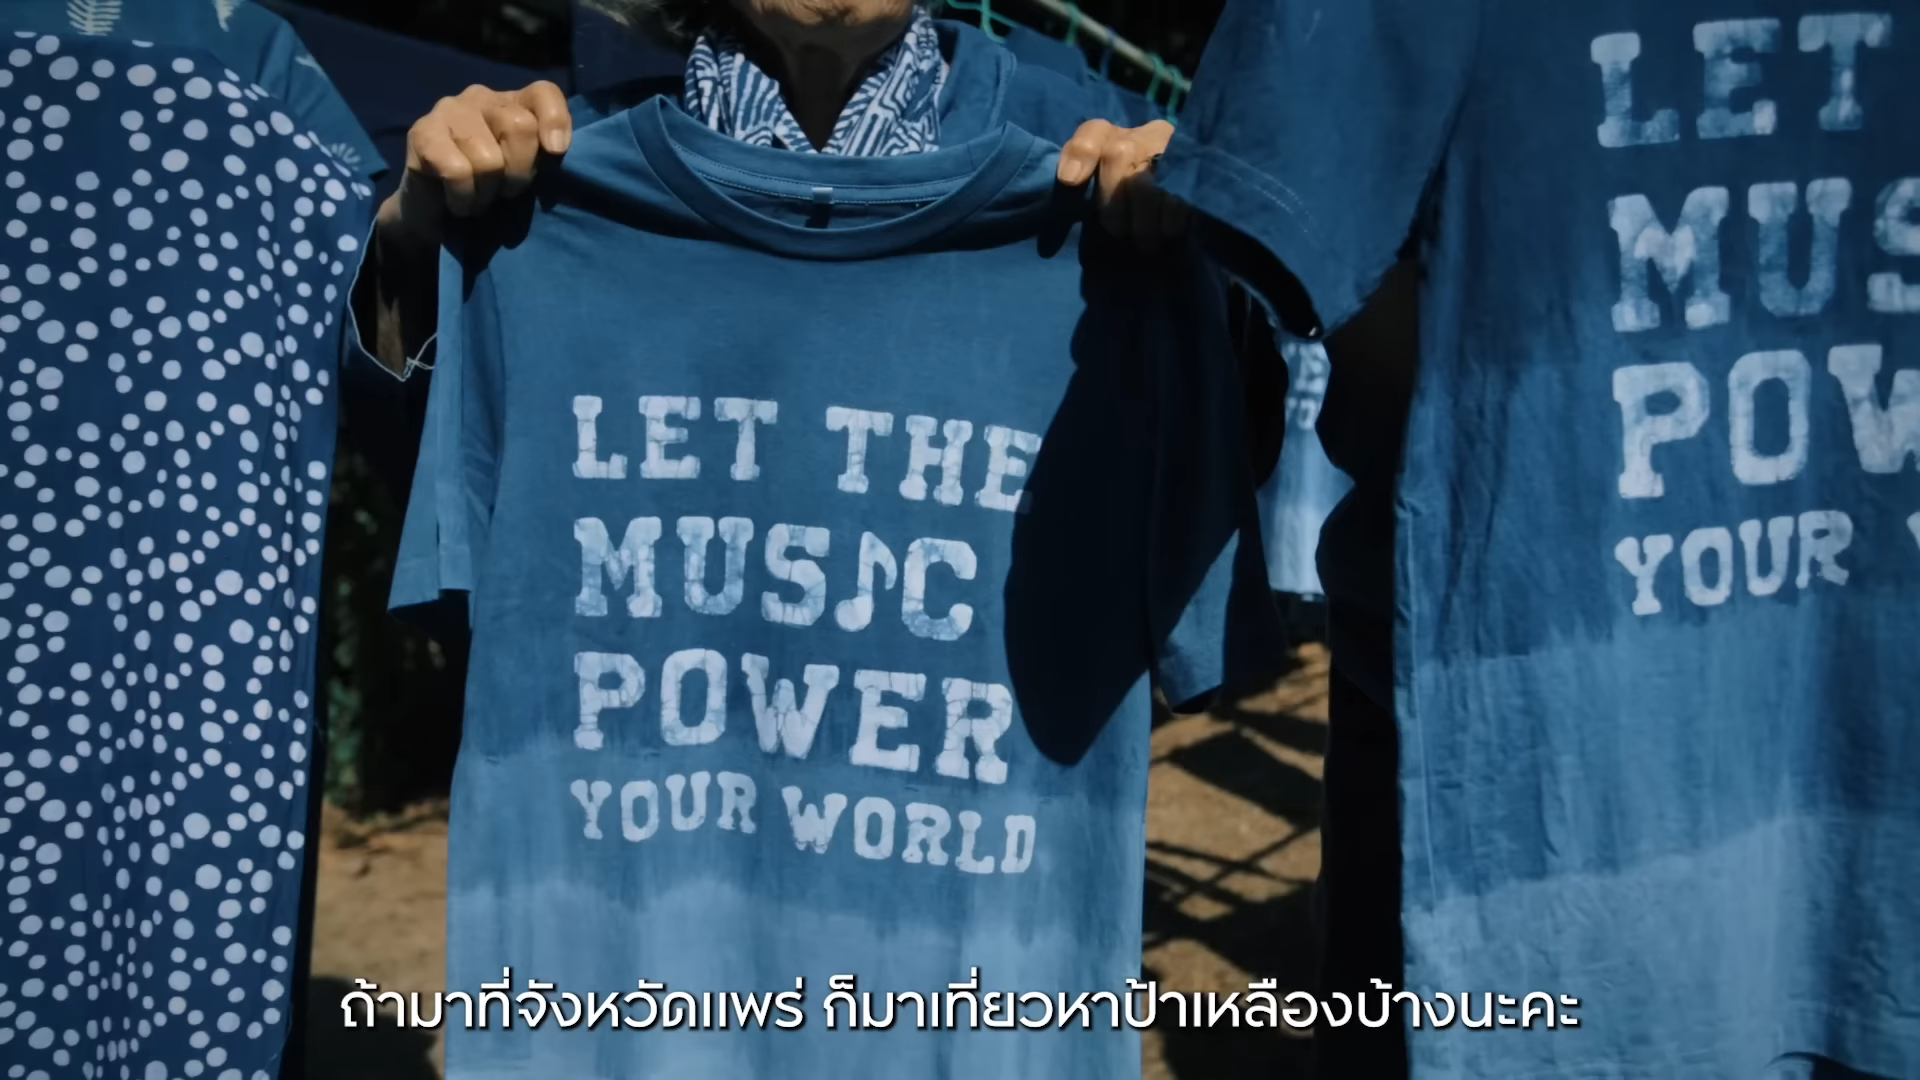 LET THE
MUS♪C
POWER
YOUR WORLD
LET
MUS
POW
YOUR
ถ้ามาที่จังหวัดแพร่ ก็มาเที่ยวหาป้าเหลืองบ้างนะคะ